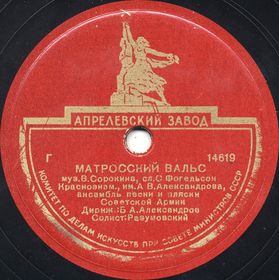 АПРЕЛЕВСКИЙ ЗАВОД
Г 14619
МАТРОССКИЙ ВАЛЬС
муз. В. Сорокина, сл. С. Фогельсон
Краснознам. им. А. В. Александрова,
ансамбль песни и пляски
Советской Армии
Дириж.: Б. А. Александров
Солист: Разумовский
КОМИТЕТ ПО ДЕЛАМ ИСКУССТВ ПРИ СОВЕТЕ МИНИСТРОВ СССР